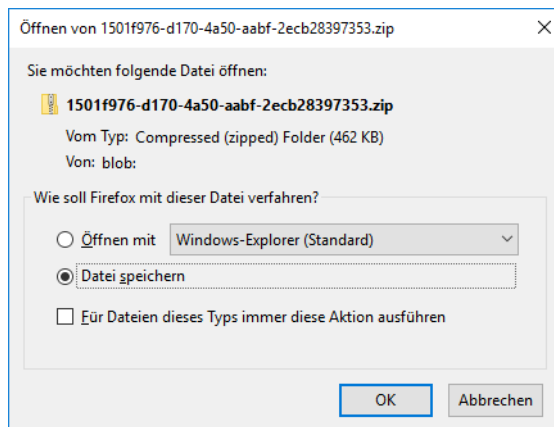 Öffnen von 1501f976-d170-4a50-aabf-2ecb28397353.zip
Sie möchten folgende Datei öffnen:
1501f976-d170-4a50-aabf-2ecb28397353.zip
Vom Typ: Compressed (zipped) Folder (462 KB)
Von: blob:
Wie soll Firefox mit dieser Datei verfahren?
Öffnen mit Windows-Explorer (Standard)
Datei speichern
Für Dateien dieses Typs immer diese Aktion ausführen
OK Abbrechen